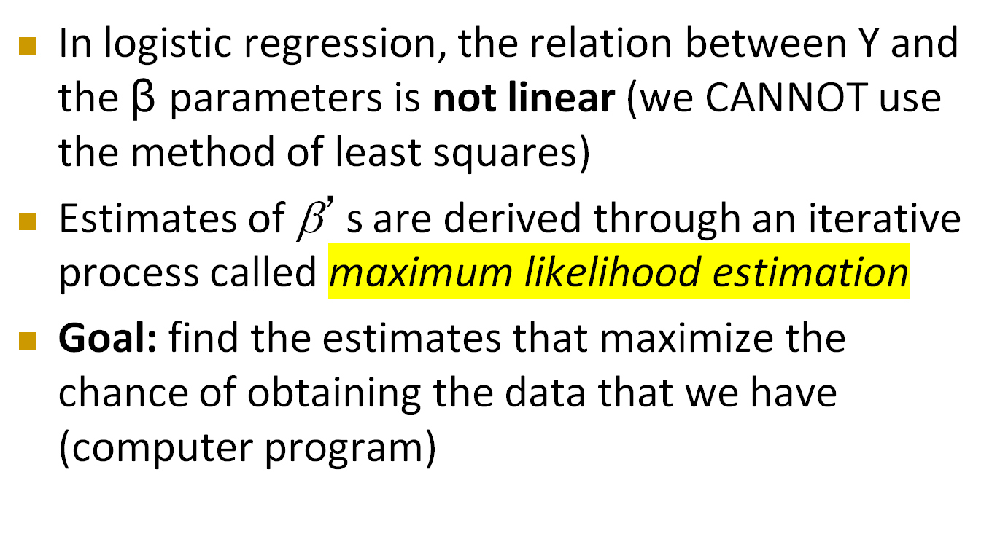 In logistic regression, the relation between Y and
the β parameters is not linear (we CANNOT use
the method of least squares)
Estimates of β’ s are derived through an iterative
process called maximum likelihood estimation
Goal: find the estimates that maximize the
chance of obtaining the data that we have
(computer program)